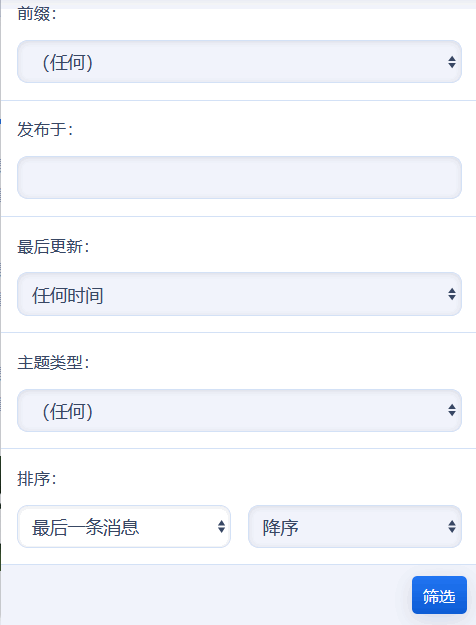 前缀：
（任何）
发布于：
最后更新：
任何时间
主题类型：
（任何）
排序：
最后一条消息 降序
筛选